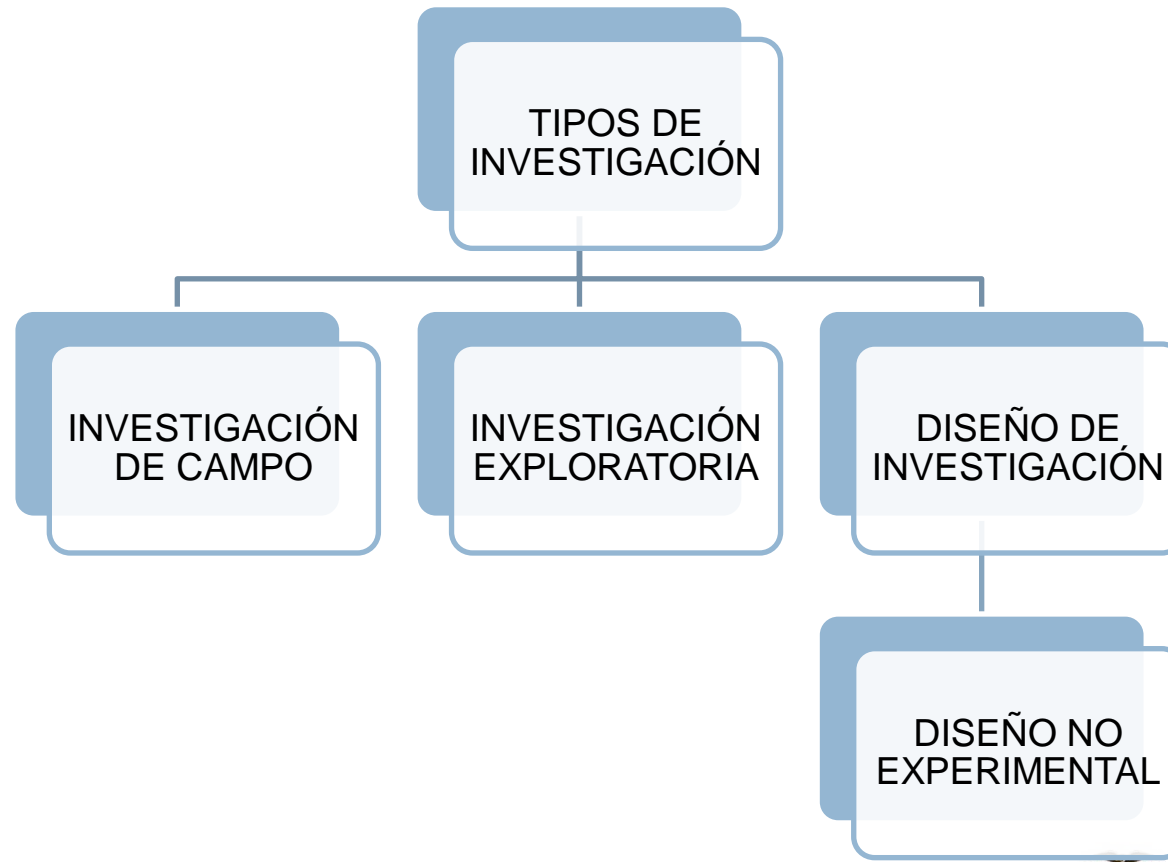 TIPOS DE
INVESTIGACIÓN
INVESTIGACIÓN
DE CAMPO
INVESTIGACIÓN
EXPLORATORIA
DISEÑO DE
INVESTIGACIÓN
DISEÑO NO
EXPERIMENTAL